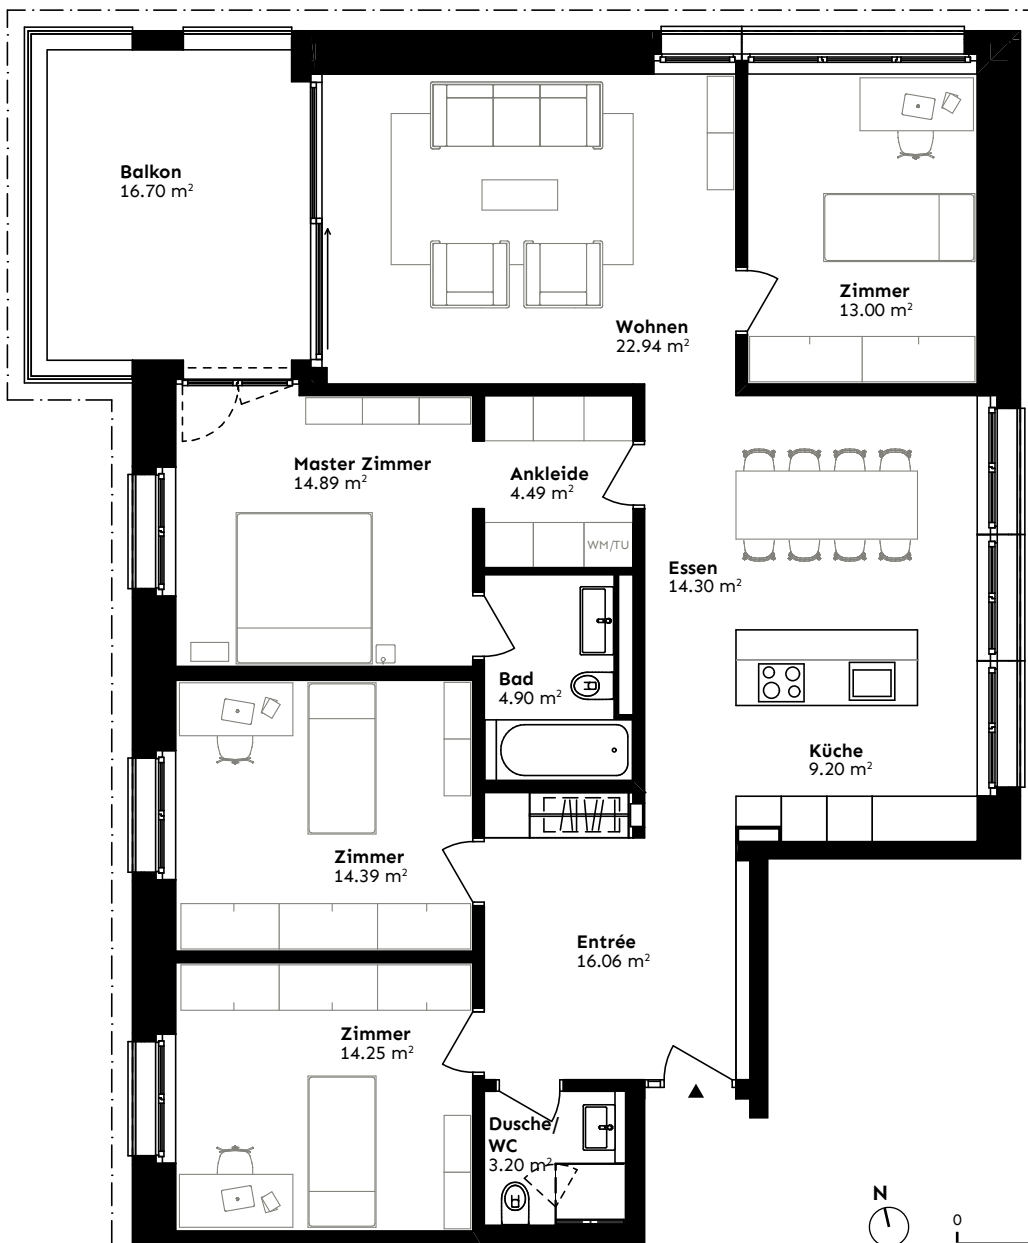 Balkon
16.70 m²
Zimmer
13.00 m²
Wohnen
22.94 m²
Master Zimmer
14.89 m²
Ankleide
4.49 m²
WM/TU
Essen
14.30 m²
Bad
4.90 m²
Küche
9.20 m²
Zimmer
14.39 m²
Entrée
16.06 m²
Zimmer
14.25 m²
Dusche/
WC
3.20 m²
N
0